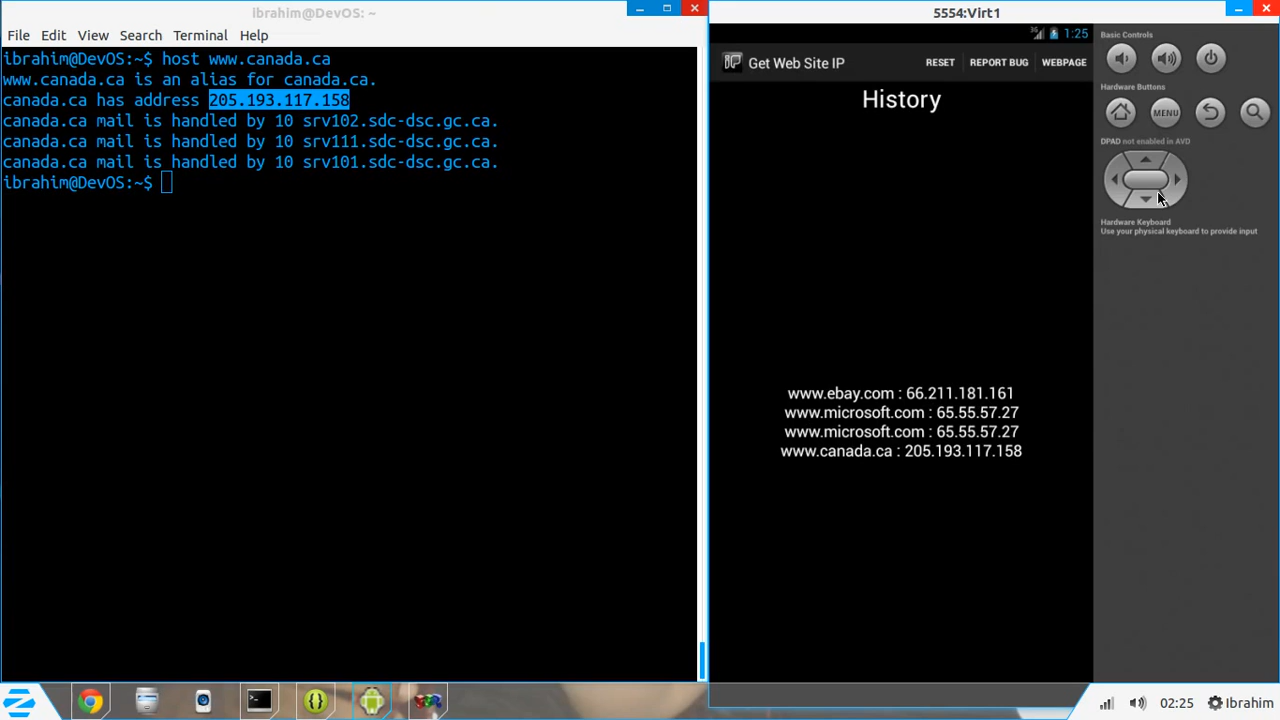 ibrahim@DevOS: ~
File Edit View Search Terminal Help
ibrahim@DevOS:~$ host www.canada.ca
www.canada.ca is an alias for canada.ca.
canada.ca has address 205.193.117.158
canada.ca mail is handled by 10 srv102.sdc-dsc.gc.ca.
canada.ca mail is handled by 10 srv111.sdc-dsc.gc.ca.
canada.ca mail is handled by 10 srv101.sdc-dsc.gc.ca.
ibrahim@DevOS:~$
5554:Virt1
3G 1:25
Get Web Site IP RESET REPORT BUG WEBPAGE
History
www.ebay.com : 66.211.181.161
www.microsoft.com : 65.55.57.27
www.microsoft.com : 65.55.57.27
www.canada.ca : 205.193.117.158
Basic Controls
Hardware Buttons
MENU
DPAD not enabled in AVD
Hardware Keyboard
Use your physical keyboard to provide input
02:25 Ibrahim